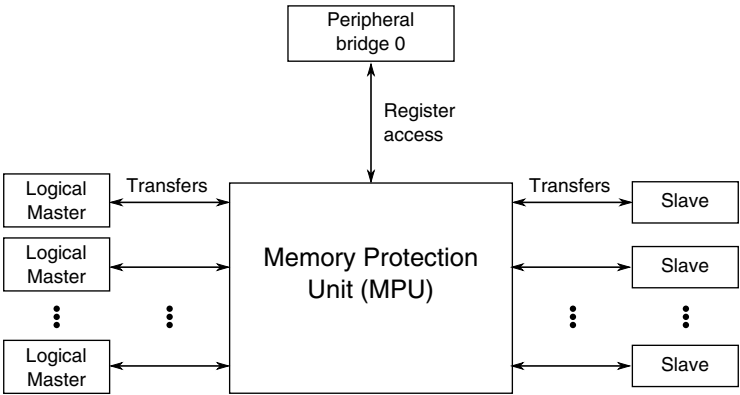 Peripheral
bridge 0
Register
access
Logical
Master
Transfers
Transfers
Slave
Logical
Master
Memory Protection
Unit (MPU)
Slave
Logical
Master
Slave